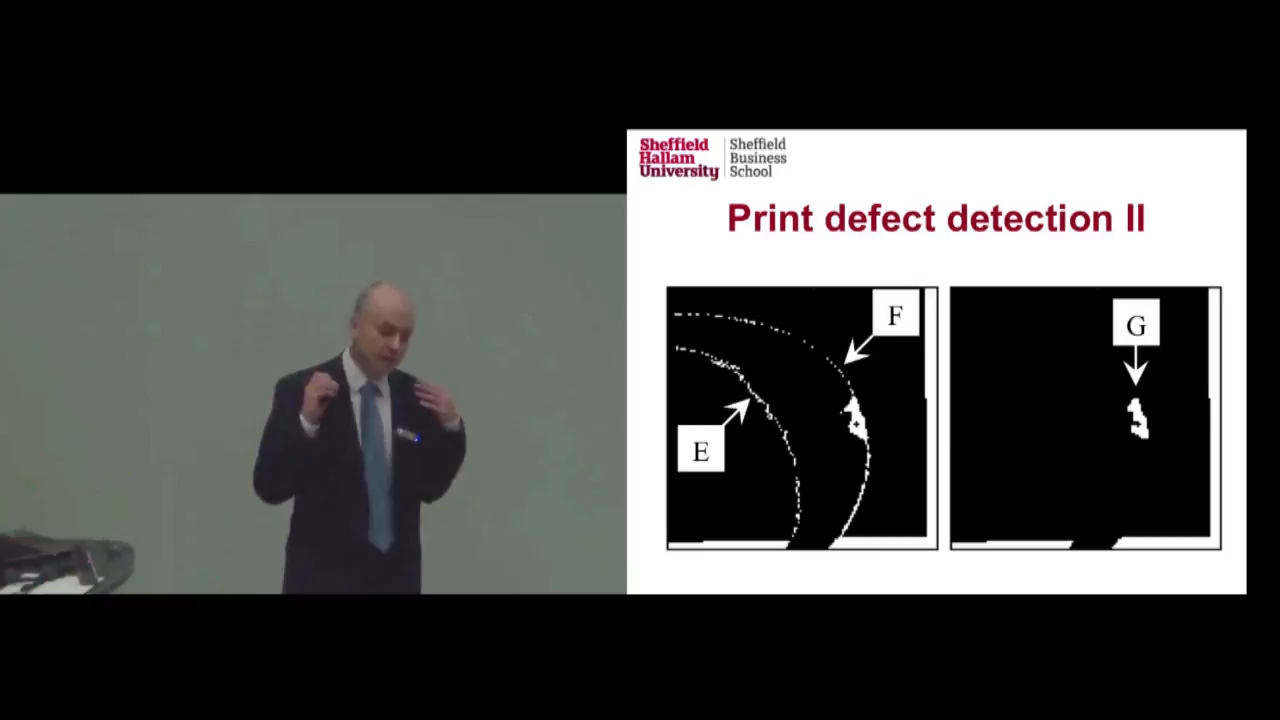 Sheffield
Hallam
University
Sheffield
Business
School
Print defect detection II
F
E
G